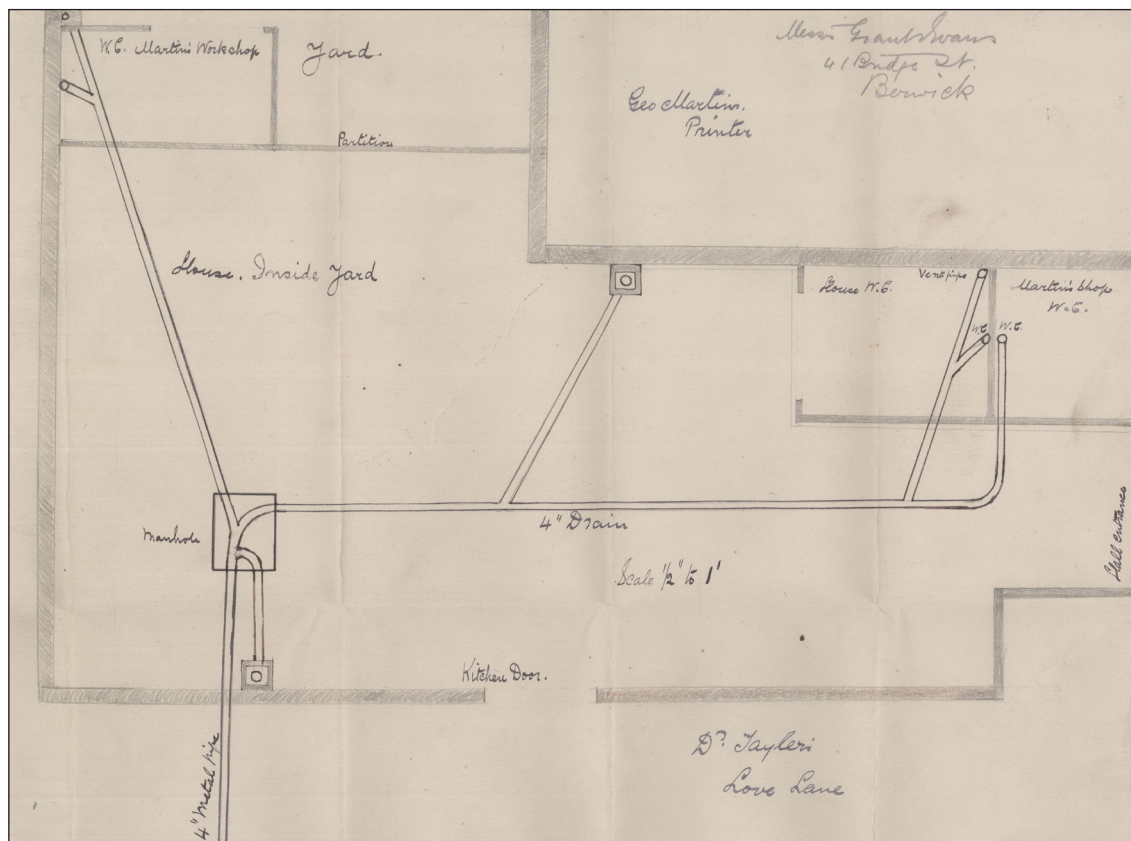 Messrs Grant Evans
41 Bridge St.
Berwick
W.C. Martin's Workshop
Yard.
Geo Martin.
Printer
Partition
House. Inside Yard
House W.C.
Vent pipe
Martin's Shop
W.C.
W.C.
W.C.
Manhole
4" Drain
Hall entrance
Scale 1/2" to 1'
Kitchen Door.
4" Metal pipe
Dr. Taylers
Love Lane